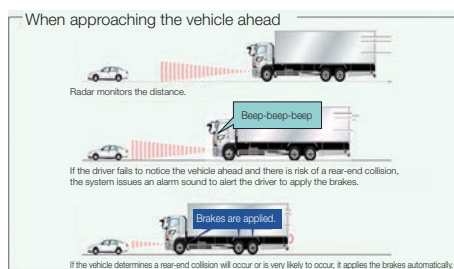 When approaching the vehicle ahead
Radar monitors the distance.
Beep-beep-beep
If the driver fails to notice the vehicle ahead and there is risk of a rear-end collision,
the system issues an alarm sound to alert the driver to apply the brakes.
Brakes are applied.
If the vehicle determines a rear-end collision will occur or is very likely to occur, it applies the brakes automatically.